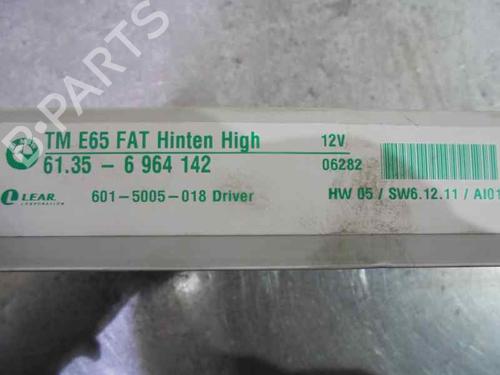 TM E65 FAT Hinten High 12V
61.35 - 6 964 142 06282
LEAR CORPORATION 601-5005-018 Driver HW 05 / SW6.12.11 / AI01